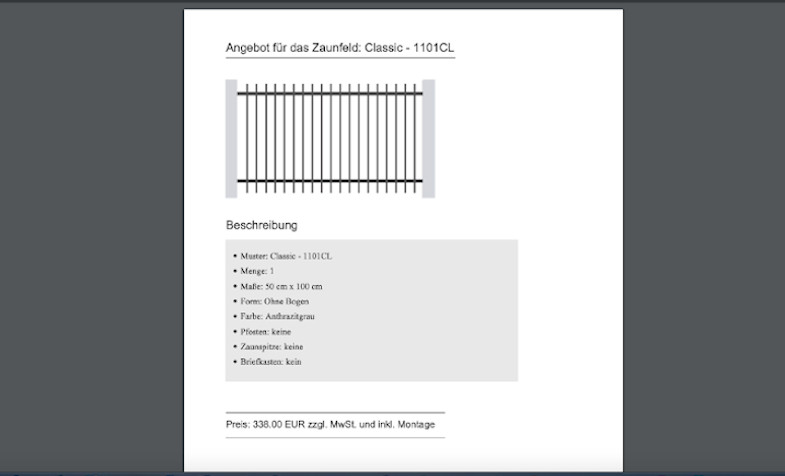 Angebot für das Zaunfeld: Classic - 1101CL
Beschreibung
• Muster: Classic - 1101CL
• Menge: 1
• Maße: 50 cm x 100 cm
• Form: Ohne Bogen
• Farbe: Anthrazitgrau
• Pfosten: keine
• Zaunspitze: keine
• Briefkasten: kein
Preis: 338.00 EUR zzgl. MwSt. und inkl. Montage